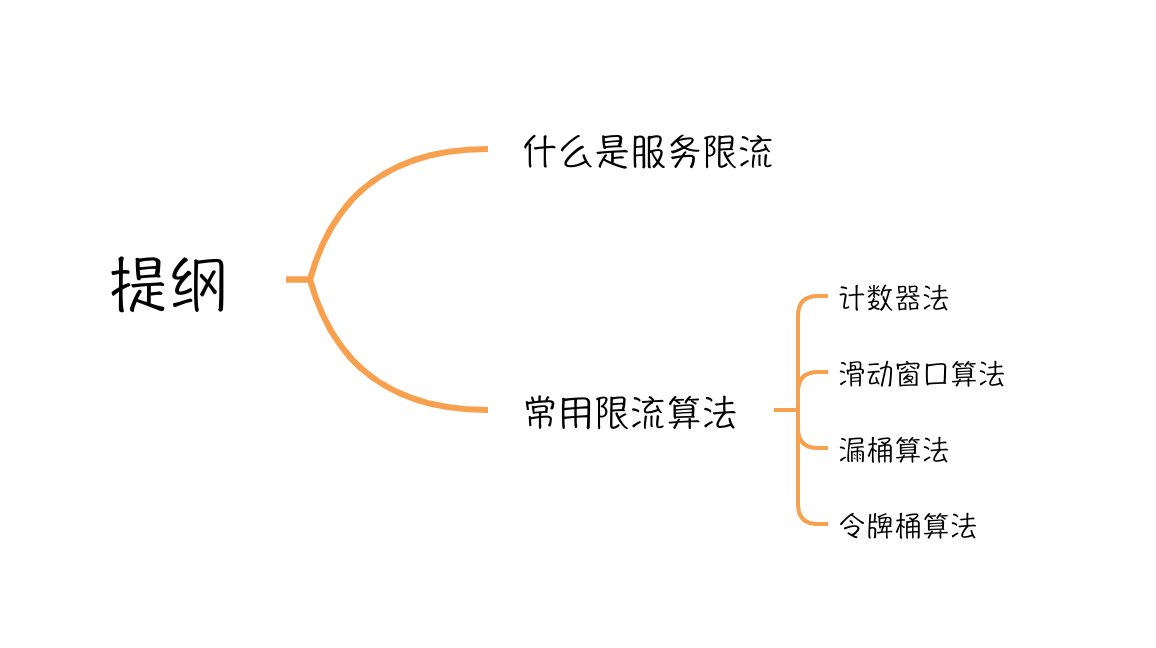 提纲
什么是服务限流
常用限流算法
计数器法
滑动窗口算法
漏桶算法
令牌桶算法